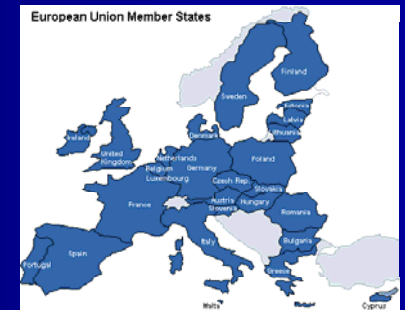 European Union Member States
Finland
Sweden
Estonia
Latvia
Lithuania
Denmark
Ireland
United
Kingdom
Netherlands
Belgium
Germany
Luxembourg
Poland
Czech Rep.
Slovakia
Austria
Hungary
Slovenia
France
Romania
Italy
Bulgaria
Spain
Portugal
Greece
Malta
Cyprus